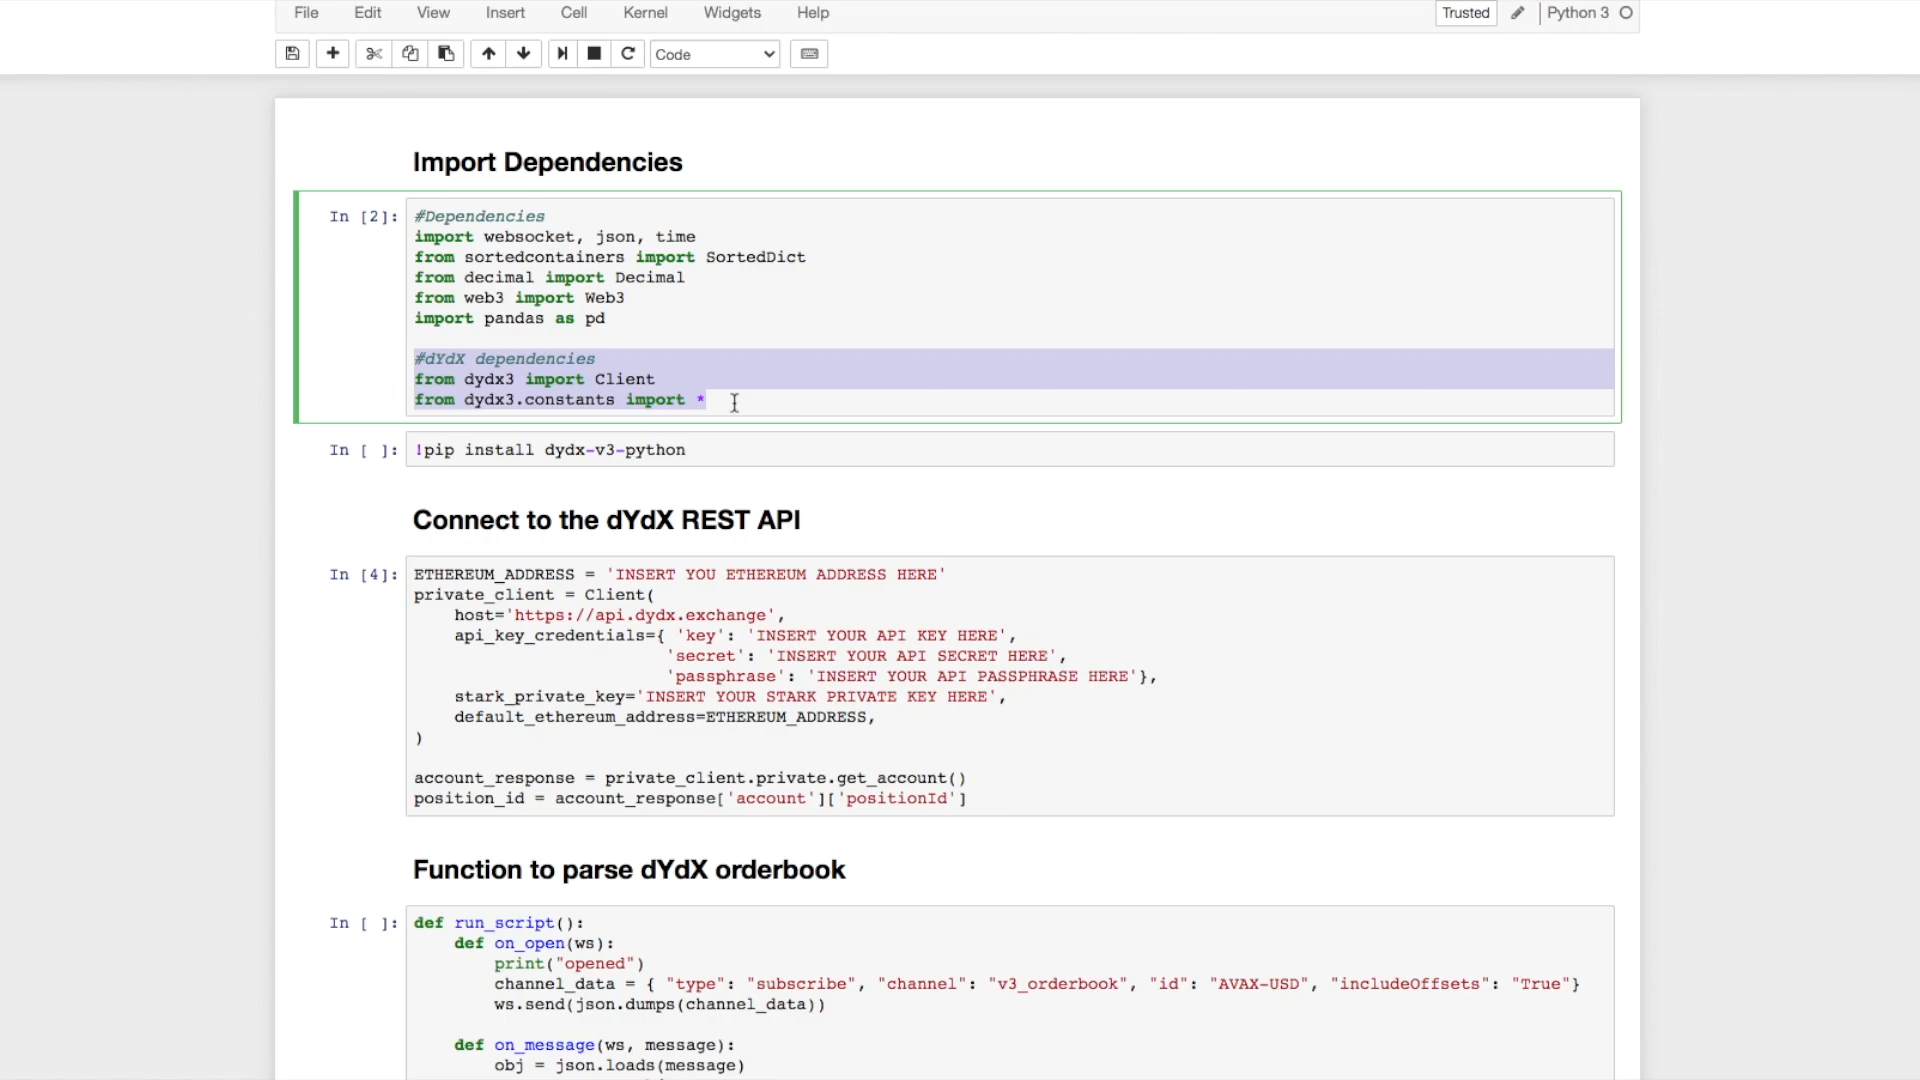 File Edit View Insert Cell Kernel Widgets Help Trusted Python 3
Code
Import Dependencies
In [2]: #Dependencies
import websocket, json, time
from sortedcontainers import SortedDict
from decimal import Decimal
from web3 import Web3
import pandas as pd
#dYdX dependencies
from dydx3 import Client
from dydx3.constants import *
In [ ]: !pip install dydx-v3-python
Connect to the dYdX REST API
In [4]: ETHEREUM_ADDRESS = 'INSERT YOU ETHEREUM ADDRESS HERE'
private_client = Client(
host='https://api.dydx.exchange',
api_key_credentials={ 'key': 'INSERT YOUR API KEY HERE',
'secret': 'INSERT YOUR API SECRET HERE',
'passphrase': 'INSERT YOUR API PASSPHRASE HERE'},
stark_private_key='INSERT YOUR STARK PRIVATE KEY HERE',
default_ethereum_address=ETHEREUM_ADDRESS,
)
account_response = private_client.private.get_account()
position_id = account_response['account']['positionId']
Function to parse dYdX orderbook
In [ ]: def run_script():
def on_open(ws):
print("opened")
channel_data = { "type": "subscribe", "channel": "v3_orderbook", "id": "AVAX-USD", "includeOffsets": "True"}
ws.send(json.dumps(channel_data))
def on_message(ws, message):
obj = json.loads(message)